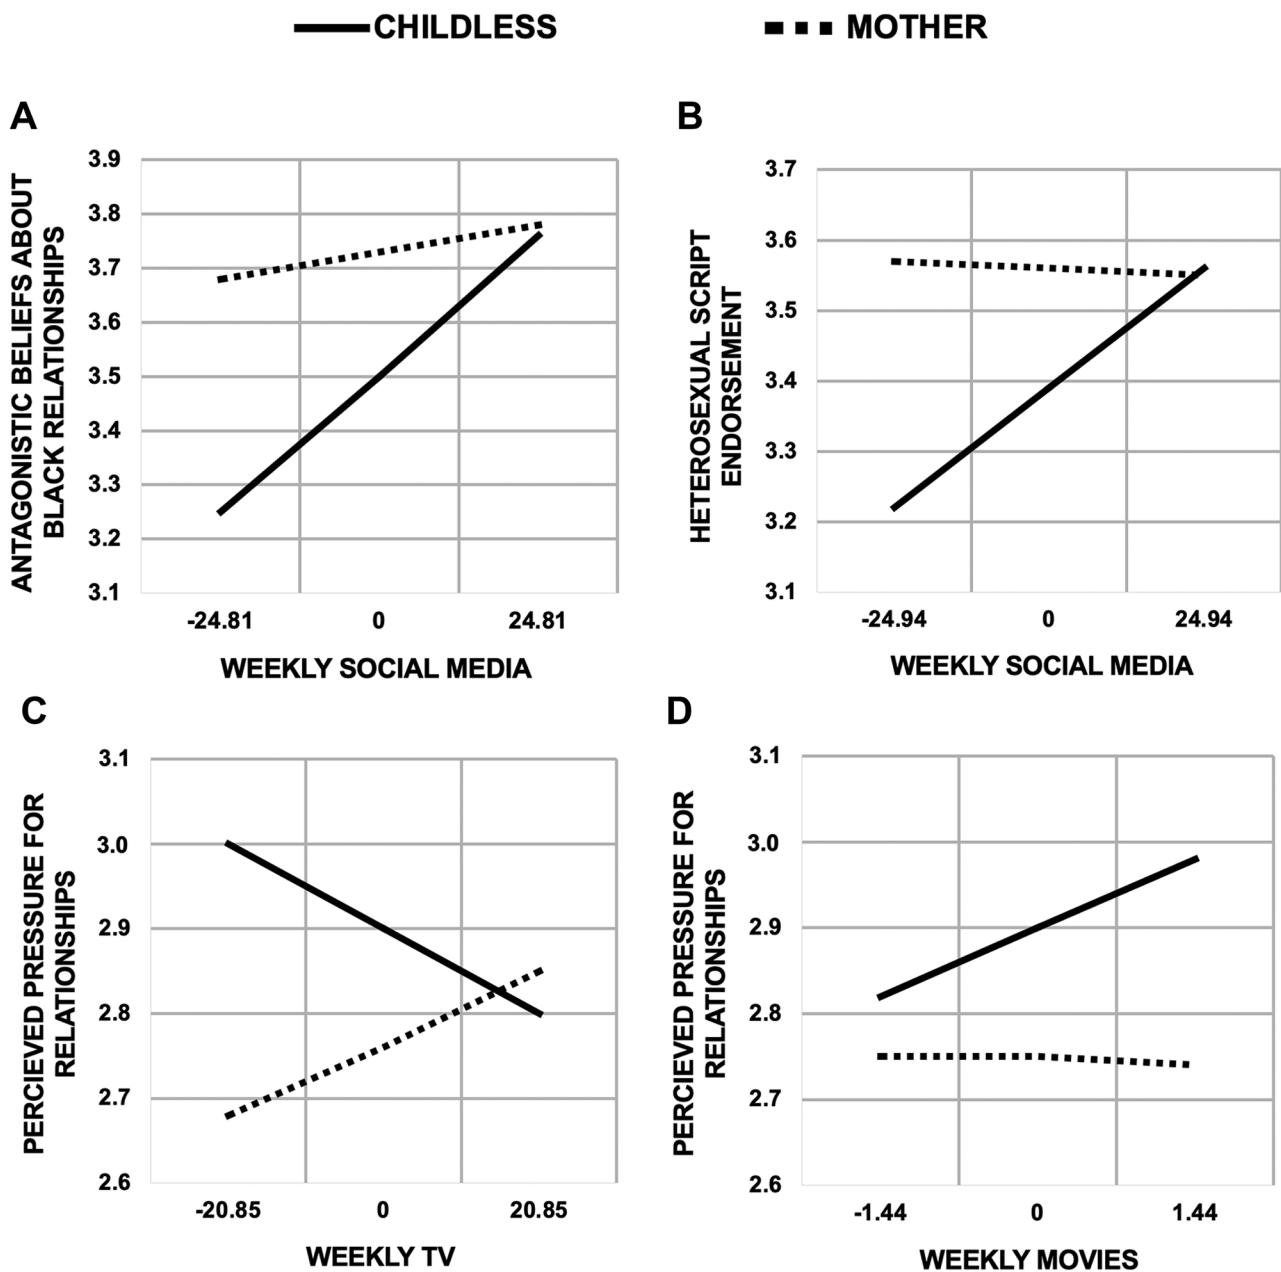 CHILDLESS MOTHER
A
ANTAGONISTIC BELIEFS ABOUT
BLACK RELATIONSHIPS
3.9
3.8
3.7
3.6
3.5
3.4
3.3
3.2
3.1
-24.81 0 24.81
WEEKLY SOCIAL MEDIA
B
HETEROSEXUAL SCRIPT
ENDORSEMENT
3.7
3.6
3.5
3.4
3.3
3.2
3.1
-24.94 0 24.94
WEEKLY SOCIAL MEDIA
C
PERCIEVED PRESSURE FOR
RELATIONSHIPS
3.1
3.0
2.9
2.8
2.7
2.6
-20.85 0 20.85
WEEKLY TV
D
PERCIEVED PRESSURE FOR
RELATIONSHIPS
3.1
3.0
2.9
2.8
2.7
2.6
-1.44 0 1.44
WEEKLY MOVIES